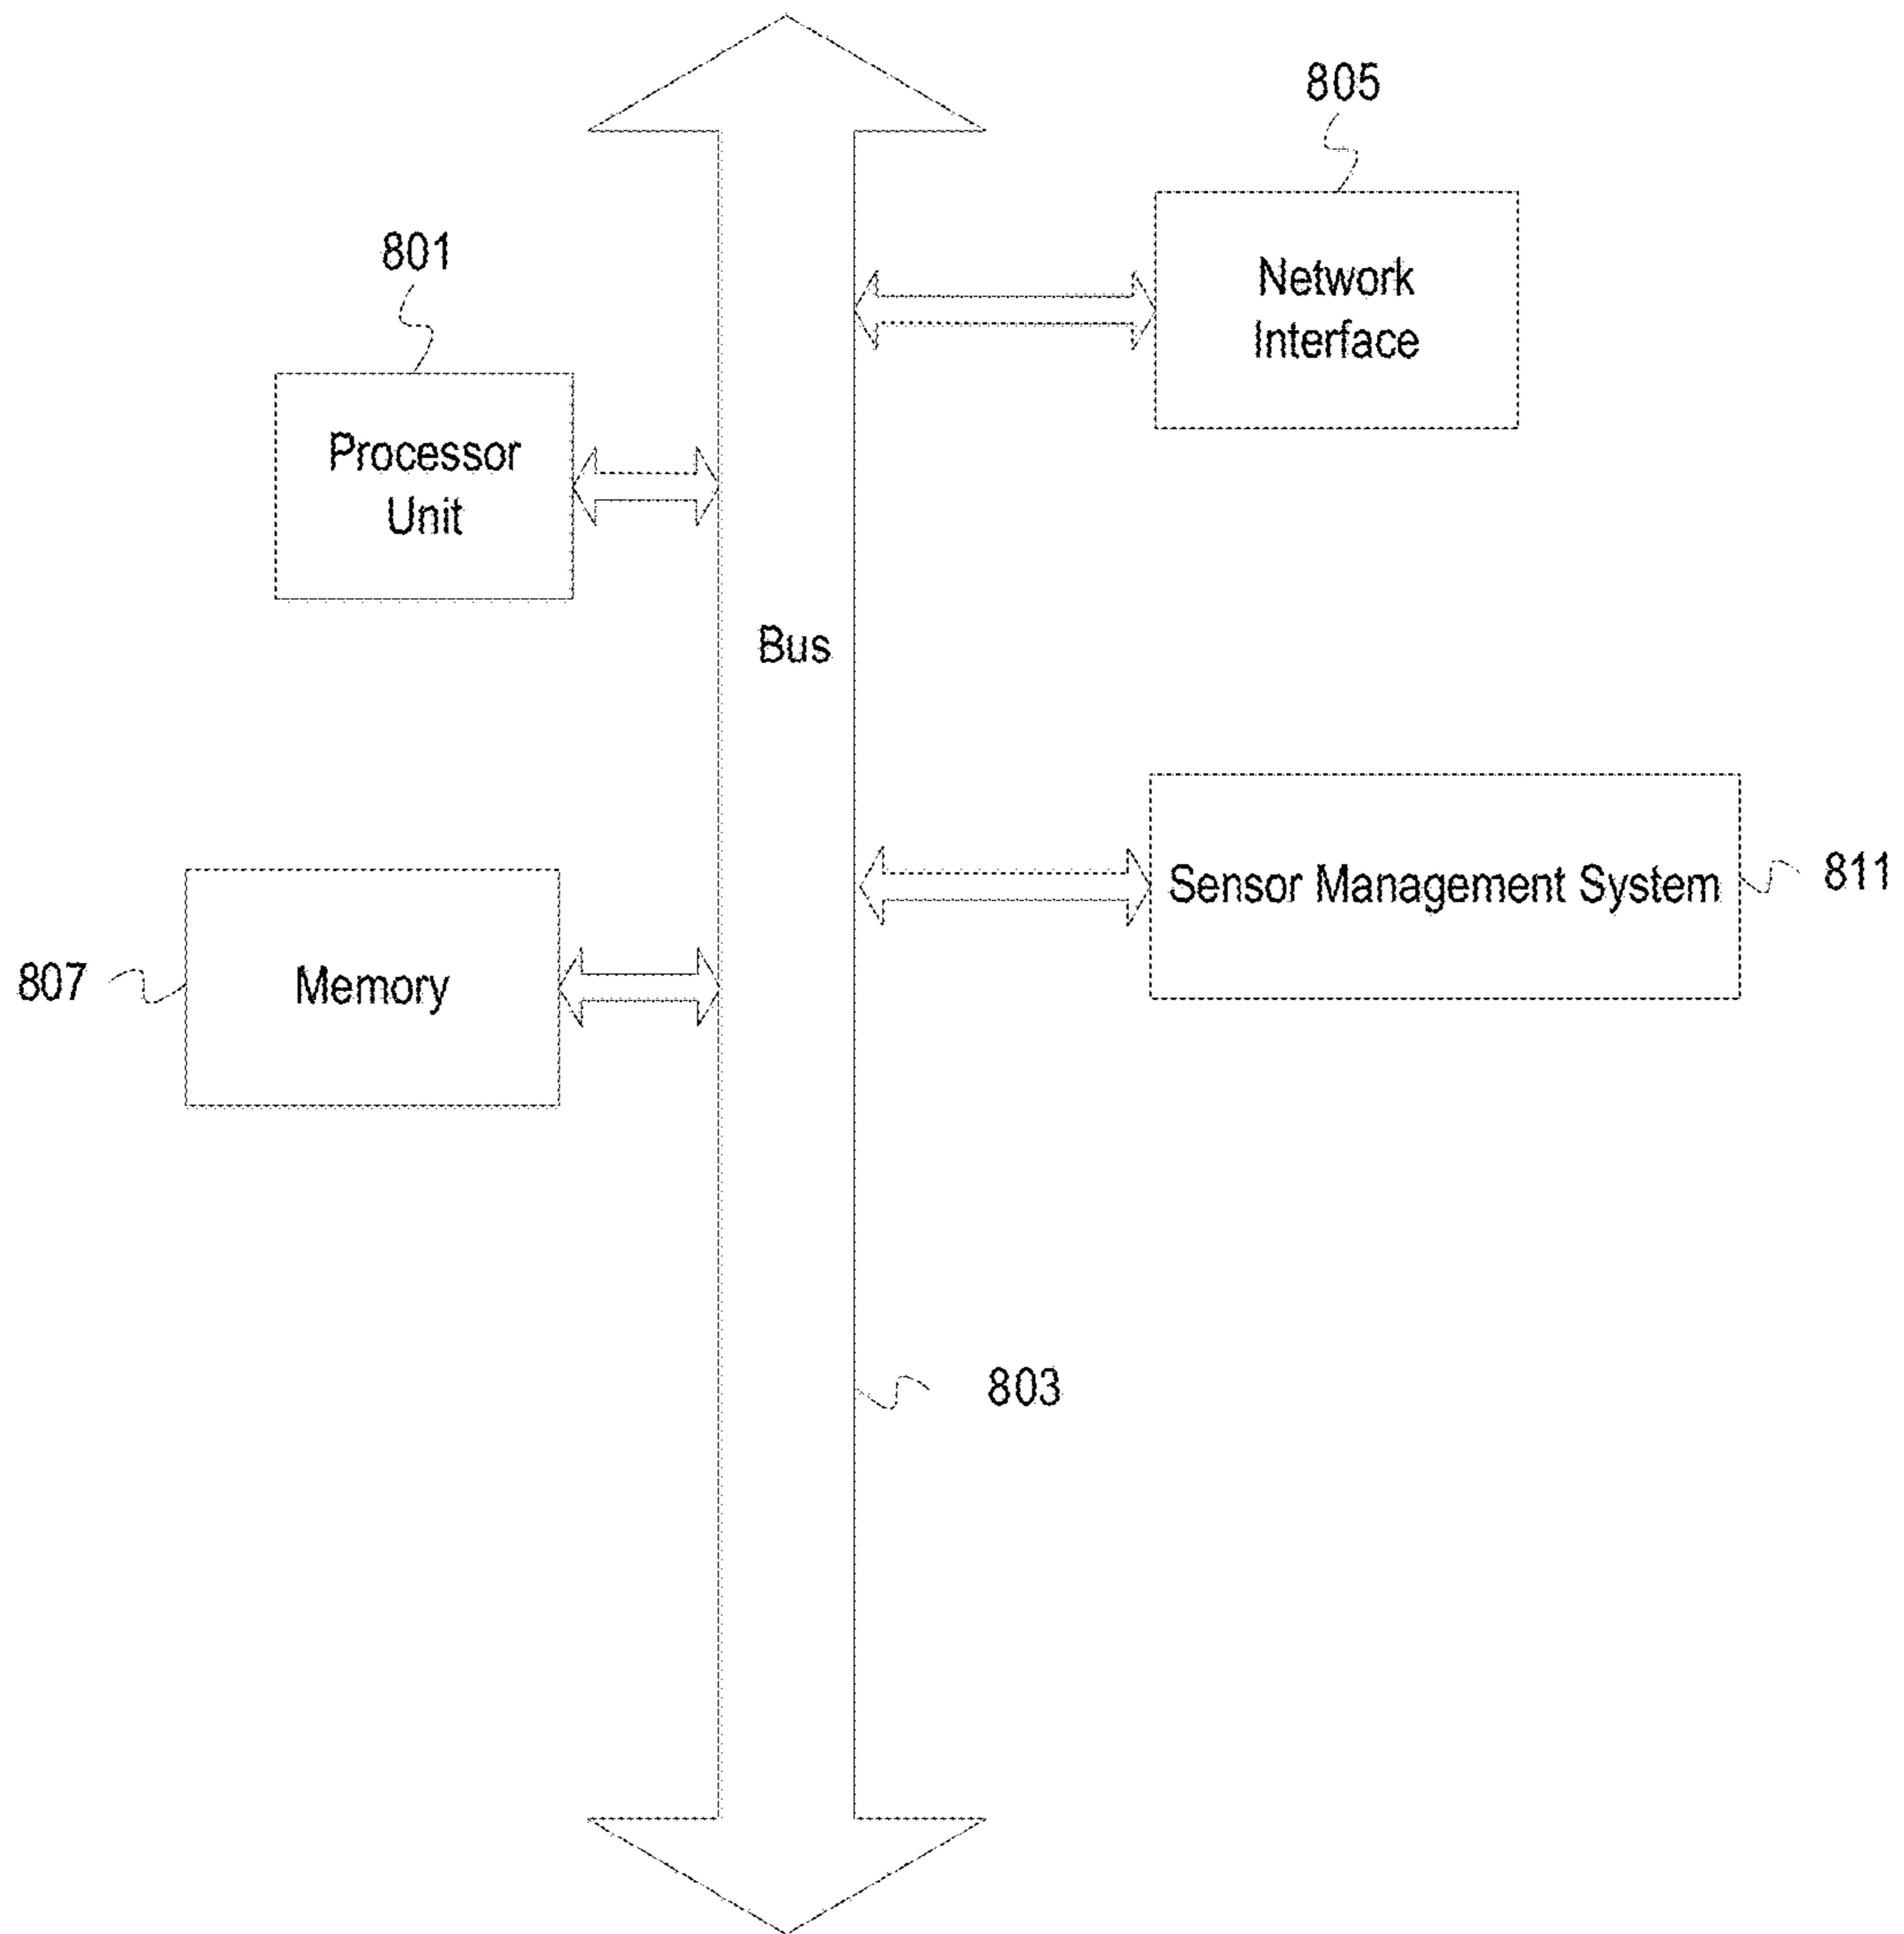 805
Network
Interface
801
Processor
Unit
Bus
Sensor Management System
811
807
Memory
803